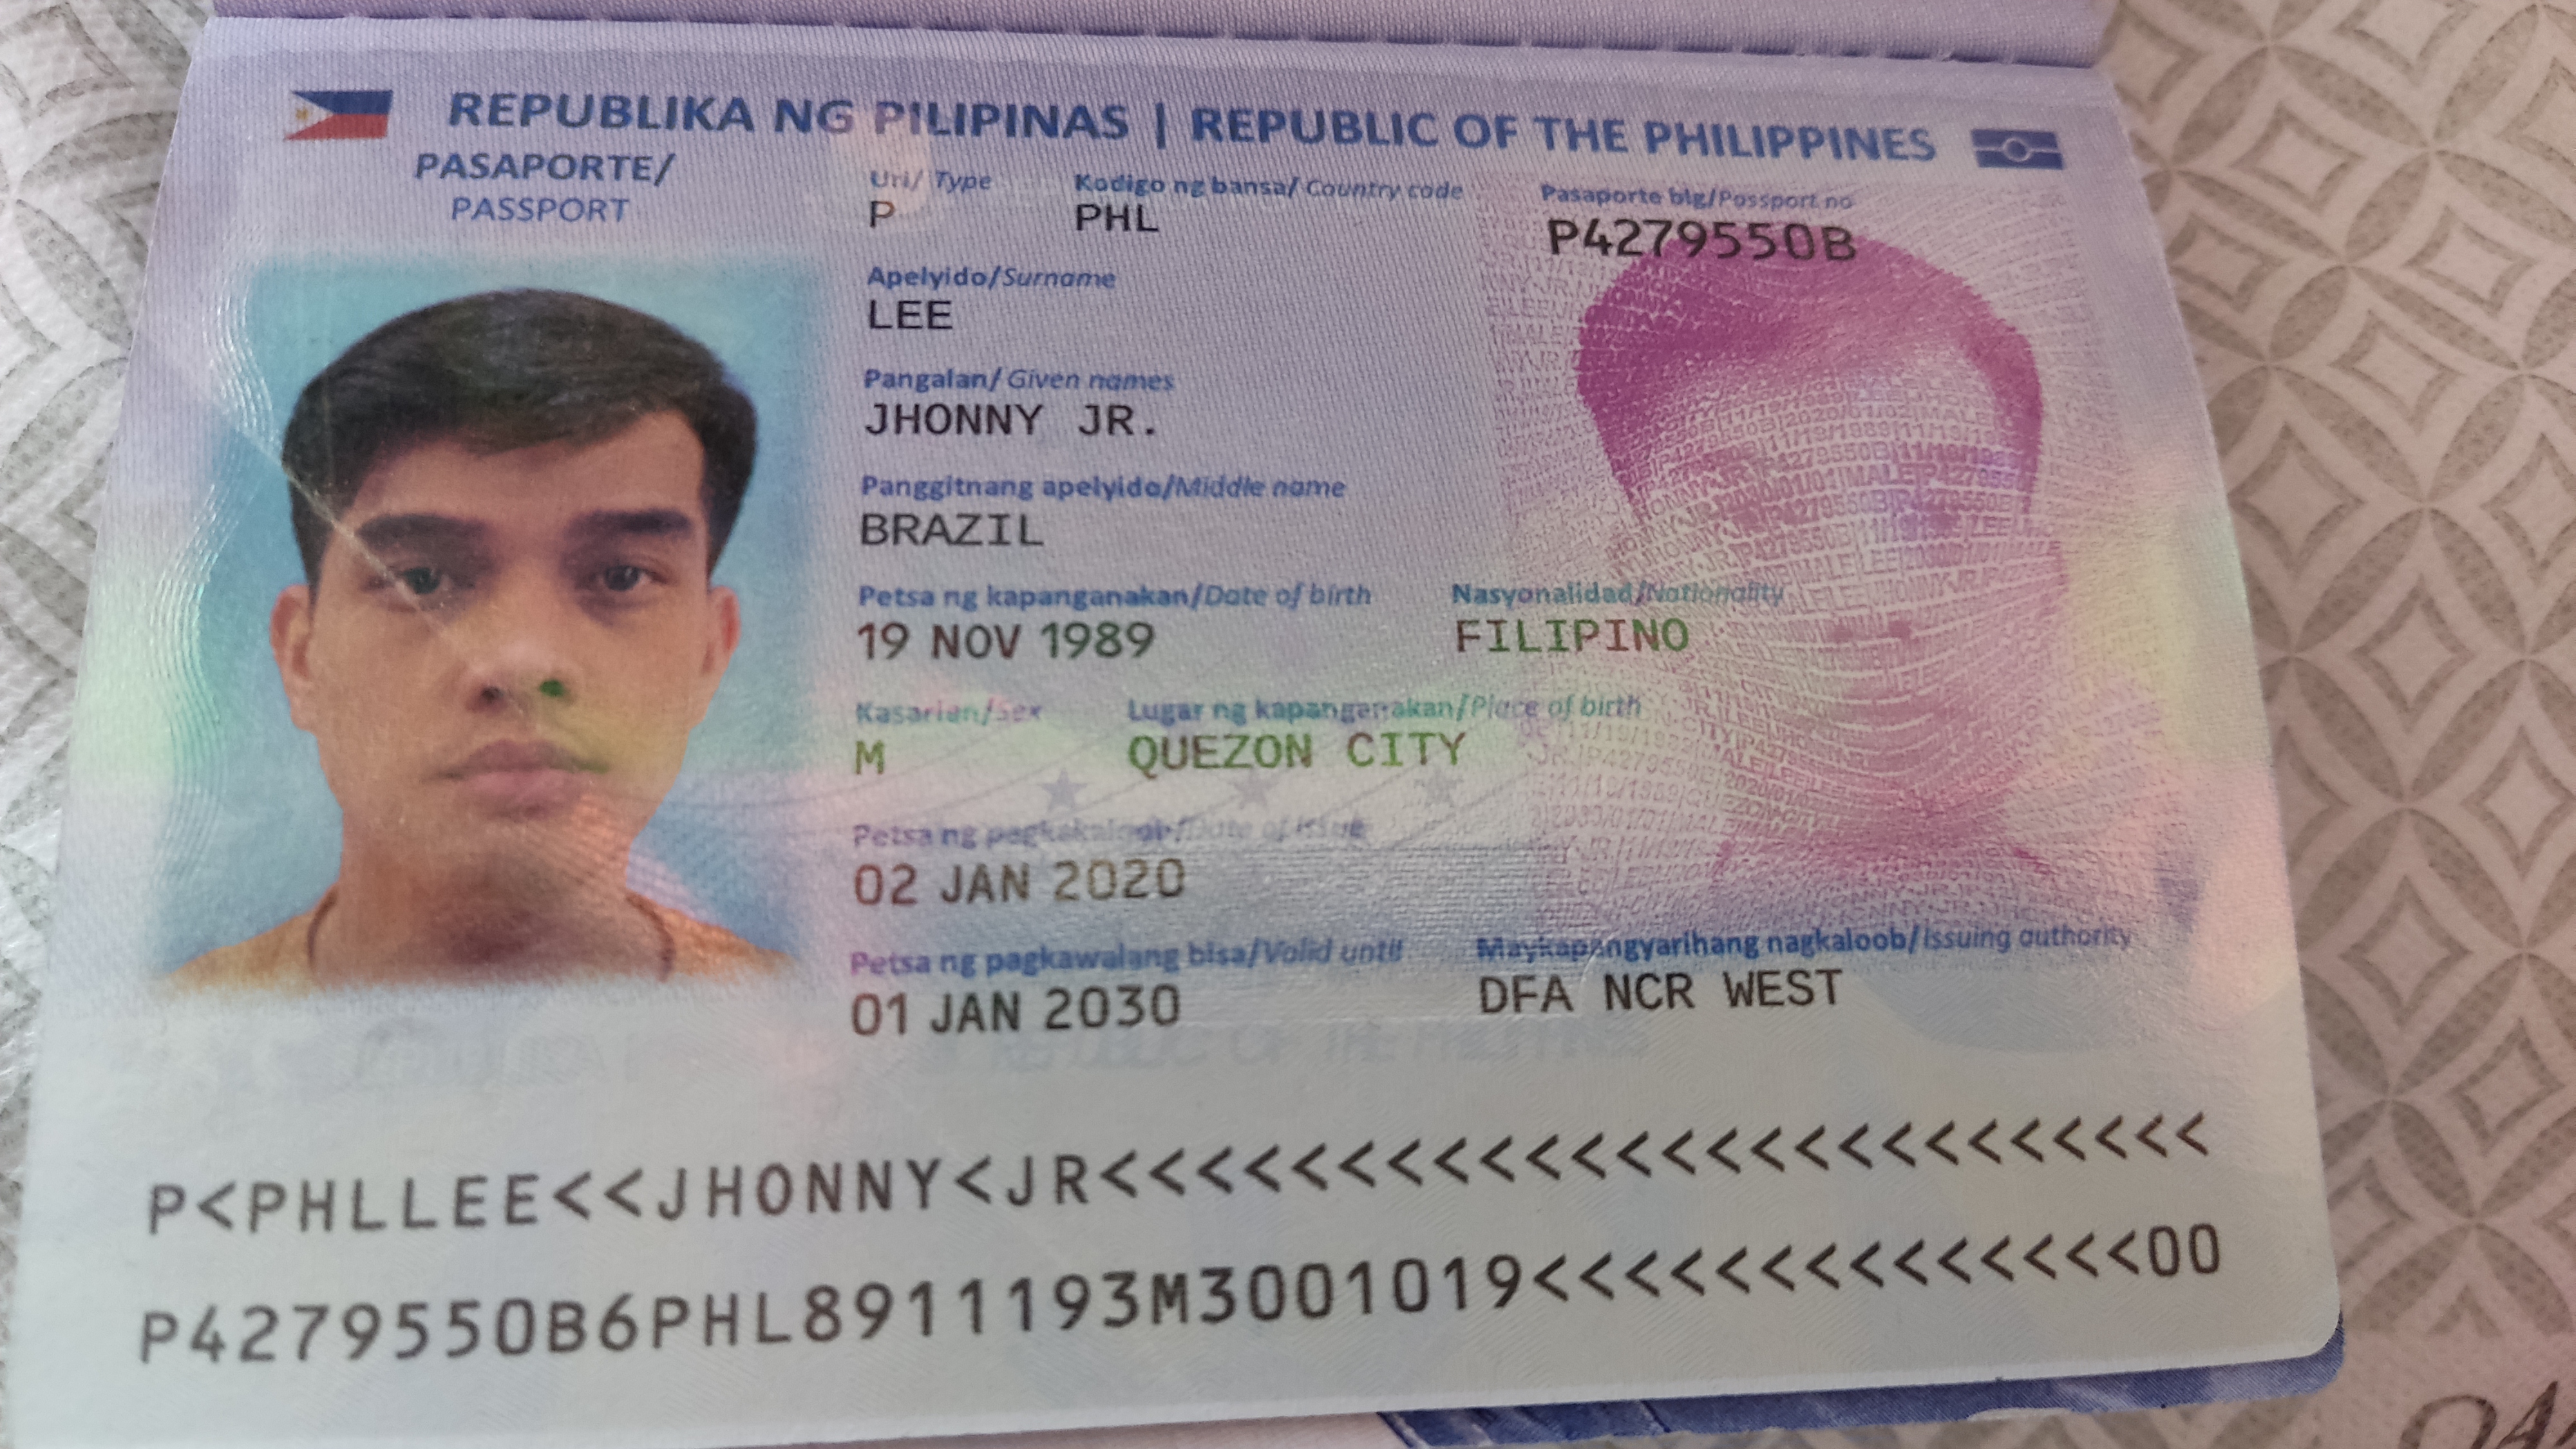 REPUBLIKA NG PILIPINAS | REPUBLIC OF THE PHILIPPINES
PASAPORTE/
PASSPORT
Uri/ Type
P
Kodigo ng bansa/ Country code
PHL
Pasaporte blg/Passport no
P4279550B
Apelyido/Surname
LEE
Pangalan/ Given names
JHONNY JR.
Panggitnang apelyido/Middle name
BRAZIL
Petsa ng kapanganakan/Date of birth
19 NOV 1989
Nasyonalidad/Nationality
FILIPINO
Kasarian/Sex
M
Lugar ng kapanganakan/Place of birth
QUEZON CITY
Petsa ng pagkakaloob/Date of issue
02 JAN 2020
Petsa ng pagkawalang bisa/Valid until
01 JAN 2030
Maykapangyarihang nagkaloob/Issuing authority
DFA NCR WEST
P<PHLLEE<<JHONNY<JR<<<<<<<<<<<<<<<<<<<<<<<<<
P4279550B6PHL8911193M3001019<<<<<<<<<<<<<<00